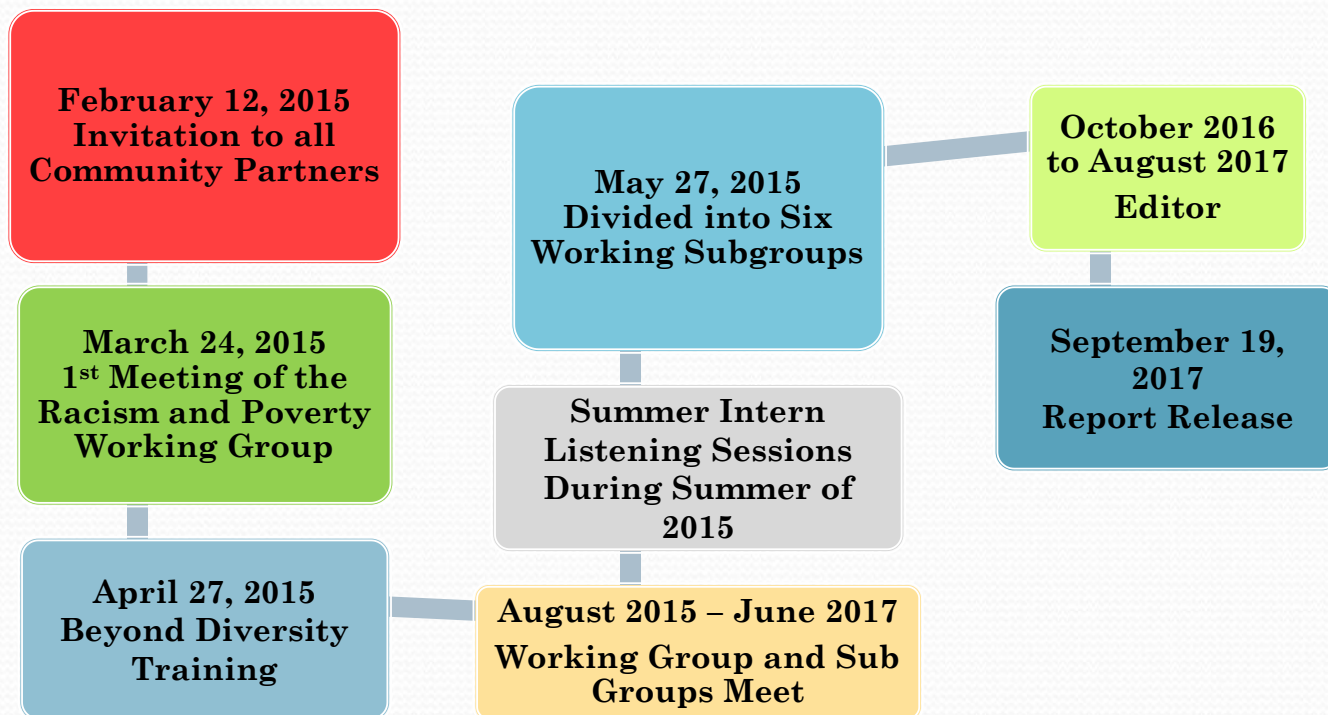 February 12, 2015
Invitation to all
Community Partners
March 24, 2015
1st Meeting of the
Racism and Poverty
Working Group
April 27, 2015
Beyond Diversity
Training
August 2015 – June 2017
Working Group and Sub
Groups Meet
Summer Intern
Listening Sessions
During Summer of
2015
May 27, 2015
Divided into Six
Working Subgroups
October 2016
to August 2017
Editor
September 19,
2017
Report Release